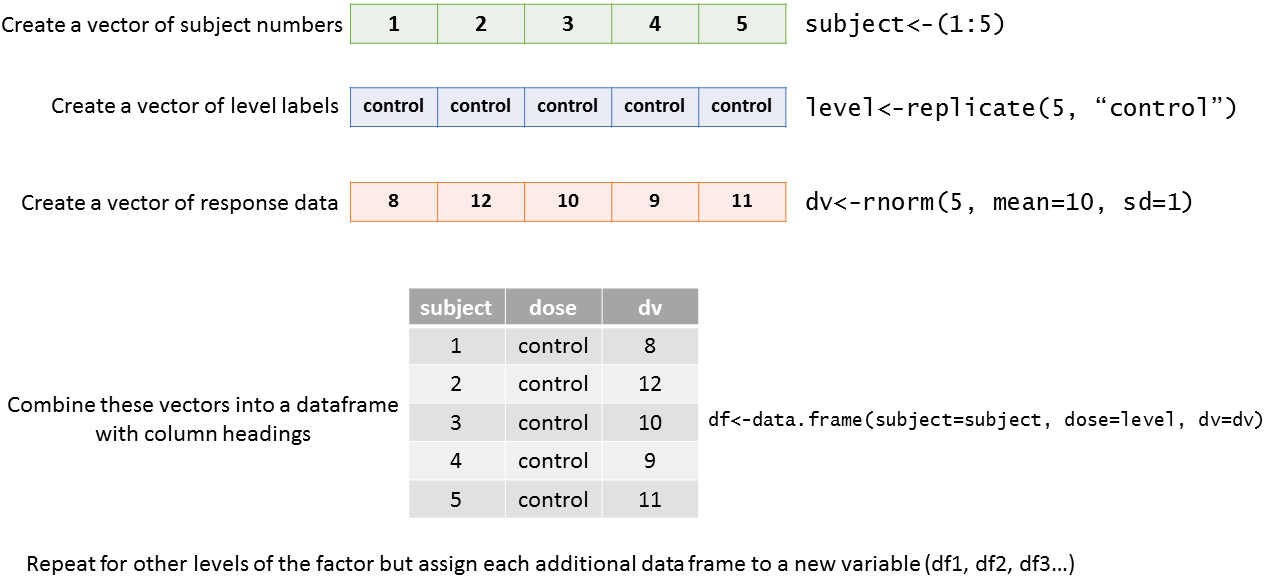 Create a vector of subject numbers 1 2 3 4 5 subject<-(1:5)
Create a vector of level labels control control control control control level<-replicate(5, “control”)
Create a vector of response data 8 12 10 9 11 dv<-rnorm(5, mean=10, sd=1)
subject dose dv
1 control 8
2 control 12
3 control 10
4 control 9
5 control 11
Combine these vectors into a dataframe
with column headings
df<-data.frame(subject=subject, dose=level, dv=dv)
Repeat for other levels of the factor but assign each additional data frame to a new variable (df1, df2, df3…)